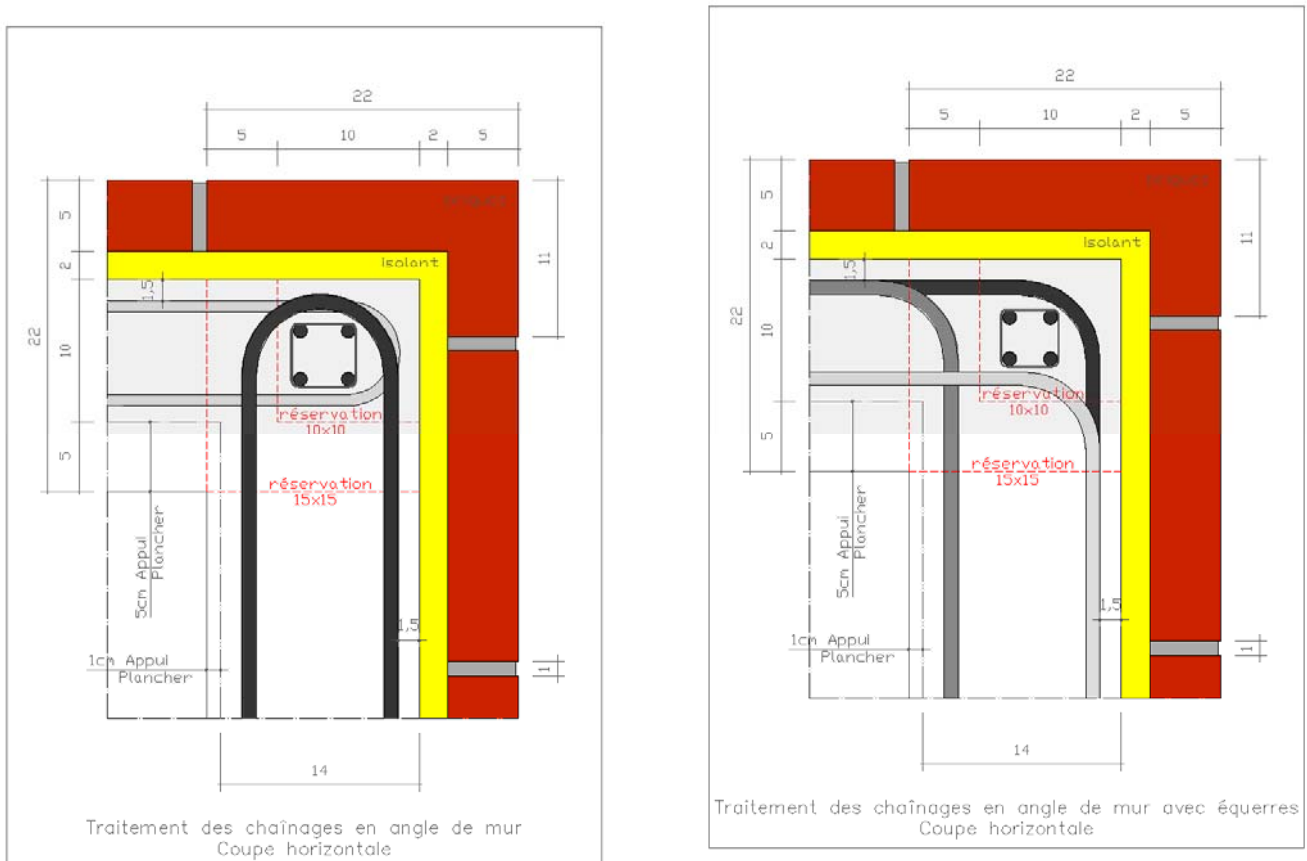 22
5
10
2
5
5
2
Isolant
1,5
11
22
10
réservation
10x10
5
réservation
15x15
5cm Appui
Plancher
1,5
1cm Appui
Plancher
1
14
Traitement des chaînages en angle de mur
Coupe horizontale
22
5
10
2
5
5
2
Isolant
1,5
11
22
10
réservation
10x10
5
réservation
15x15
5cm Appui
Plancher
1,5
1cm Appui
Plancher
1
14
Traitement des chaînages en angle de mur avec équerres
Coupe horizontale